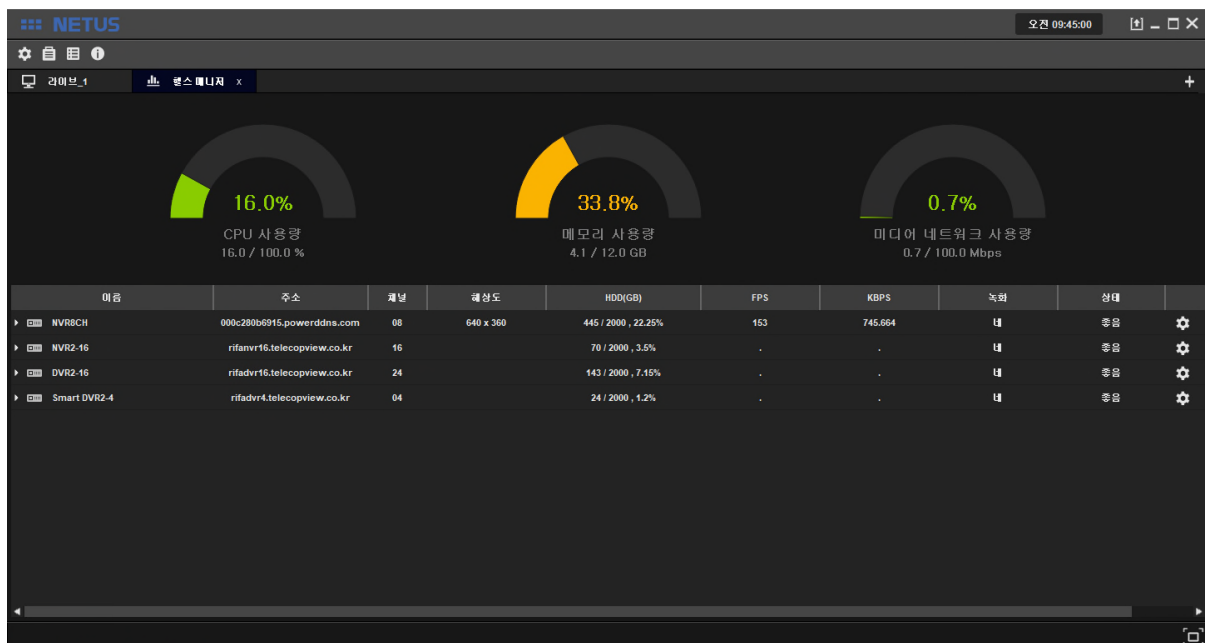 NETUS 오전 09:45:00
라이브_1 헬스 매니저 x
16.0% 33.8% 0.7%
CPU 사용량 메모리 사용량 미디어 네트워크 사용량
16.0 / 100.0 % 4.1 / 12.0 GB 0.7 / 100.0 Mbps
이름 주소 채널 해상도 HDD(GB) FPS KBPS 녹화 상태
NVR8CH 000c280b6915.powerddns.com 08 640 x 360 445 / 2000 , 22.25% 153 745.664 네 좋음
NVR2-16 rifanvr16.telecopview.co.kr 16 70 / 2000 , 3.5% . . 네 좋음
DVR2-16 rifadvr16.telecopview.co.kr 24 143 / 2000 , 7.15% . . 네 좋음
Smart DVR2-4 rifadvr4.telecopview.co.kr 04 24 / 2000 , 1.2% . . 네 좋음